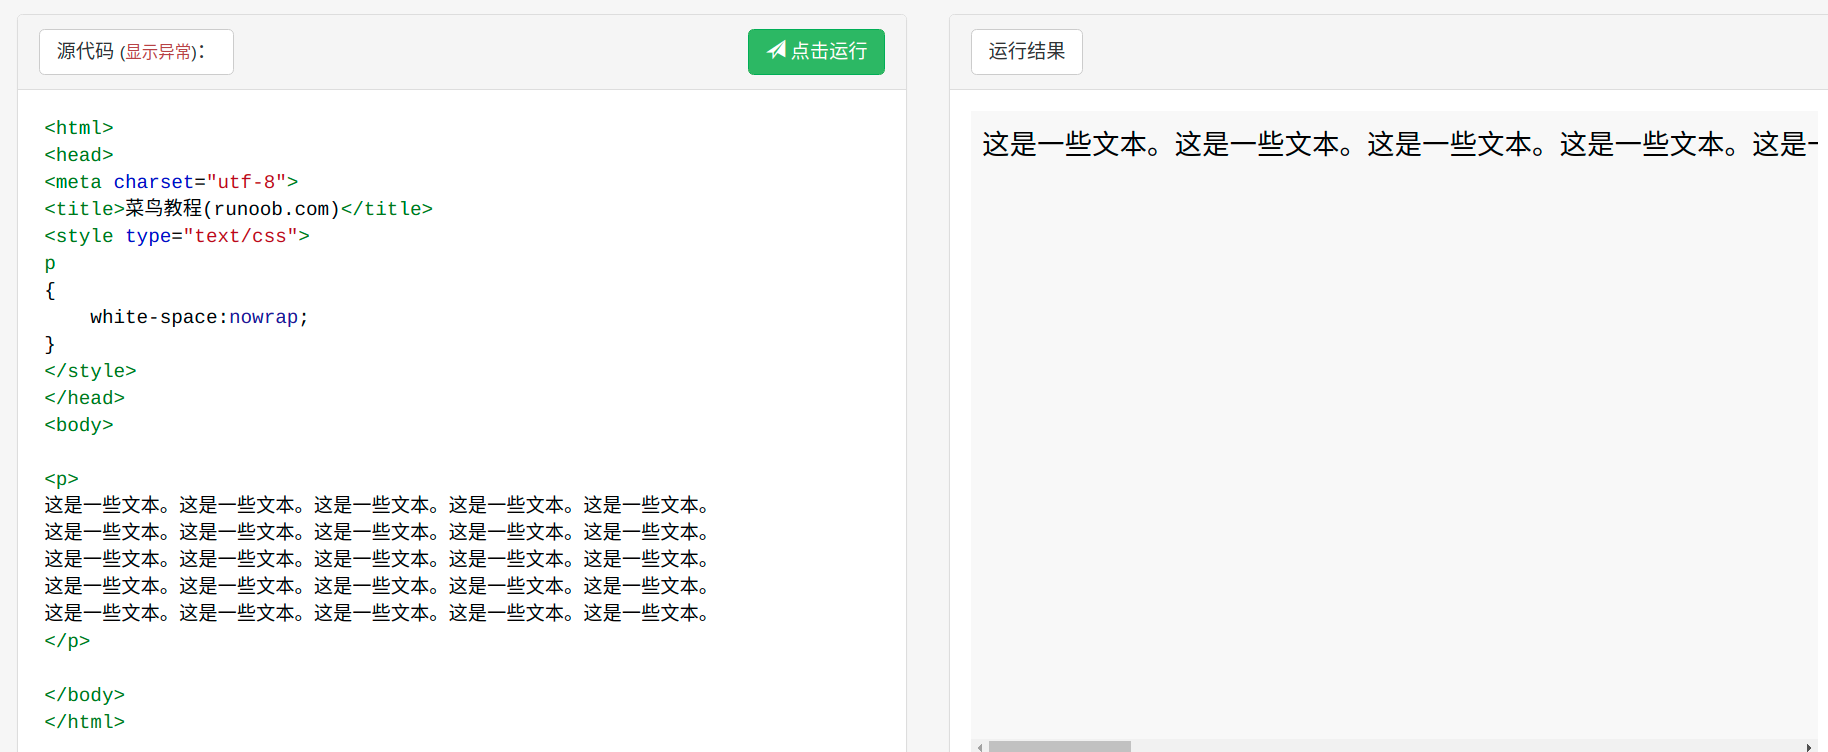 源代码 (显示异常)：
点击运行
<html>
<head>
<meta charset="utf-8">
<title>菜鸟教程(runoob.com)</title>
<style type="text/css">
p
{
    white-space:nowrap;
}
</style>
</head>
<body>
<p>
这是一些文本。这是一些文本。这是一些文本。这是一些文本。这是一些文本。
这是一些文本。这是一些文本。这是一些文本。这是一些文本。这是一些文本。
这是一些文本。这是一些文本。这是一些文本。这是一些文本。这是一些文本。
这是一些文本。这是一些文本。这是一些文本。这是一些文本。这是一些文本。
这是一些文本。这是一些文本。这是一些文本。这是一些文本。这是一些文本。
</p>
</body>
</html>
运行结果
这是一些文本。这是一些文本。这是一些文本。这是一些文本。这是一